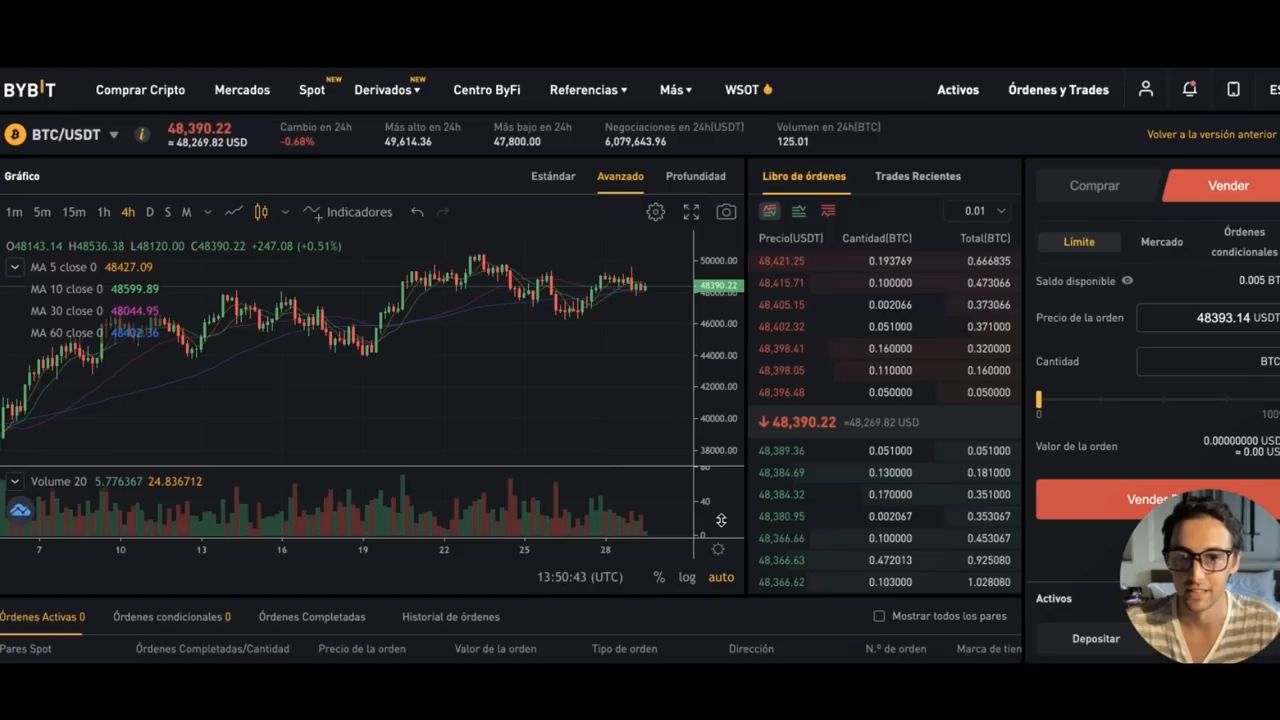 BYBIT Comprar Cripto Mercados Spot NEW Derivados NEW Centro ByFi Referencias Más WSOT Activos Órdenes y Trades ES
BTC/USDT 48,390.22 ≈ 48,269.82 USD
Cambio en 24h -0.68%
Más alto en 24h 49,614.36
Más bajo en 24h 47,800.00
Negociaciones en 24h(USDT) 6,079,643.96
Volumen en 24h(BTC) 125.01
Volver a la versión anterior
Gráfico Estándar Avanzado Profundidad
1m 5m 15m 1h 4h D S M Indicadores
O48143.14 H48536.38 L48120.00 C48390.22 +247.08 (+0.51%)
MA 5 close 0 48427.09
MA 10 close 0 48599.89
MA 30 close 0 48044.95
MA 60 close 0
50000.00
48390.22
48000.00
46000.00
44000.00
42000.00
40000.00
38000.00
Volume 20 5.776367 24.836712
80
40
0
7 10 13 16 19 22 25 28
13:50:43 (UTC) % log auto
Libro de órdenes Trades Recientes
0.01
Precio(USDT) Cantidad(BTC) Total(BTC)
48,421.25 0.193769 0.666835
48,415.71 0.100000 0.473066
48,405.15 0.002066 0.373066
48,402.32 0.051000 0.371000
48,398.41 0.160000 0.320000
48,398.05 0.110000 0.160000
48,396.48 0.050000 0.050000
48,390.22 ≈48,269.82 USD
48,389.36 0.051000 0.051000
48,384.69 0.130000 0.181000
48,384.32 0.170000 0.351000
48,380.95 0.002067 0.353067
48,366.66 0.100000 0.453067
48,366.63 0.472013 0.925080
48,366.62 0.103000 1.028080
Comprar Vender
Límite Mercado Órdenes condicionales
Saldo disponible 0.005 BT
Precio de la orden 48393.14 USDT
Cantidad BTC
0 100
Valor de la orden 0.00000000 USD
≈ 0.00 US
Vender
Activos
Depositar
Órdenes Activas 0 Órdenes condicionales 0 Órdenes Completadas Historial de órdenes Mostrar todos los pares
Pares Spot Órdenes Completadas/Cantidad Precio de la orden Valor de la orden Tipo de orden Dirección N.º de orden Marca de tiem